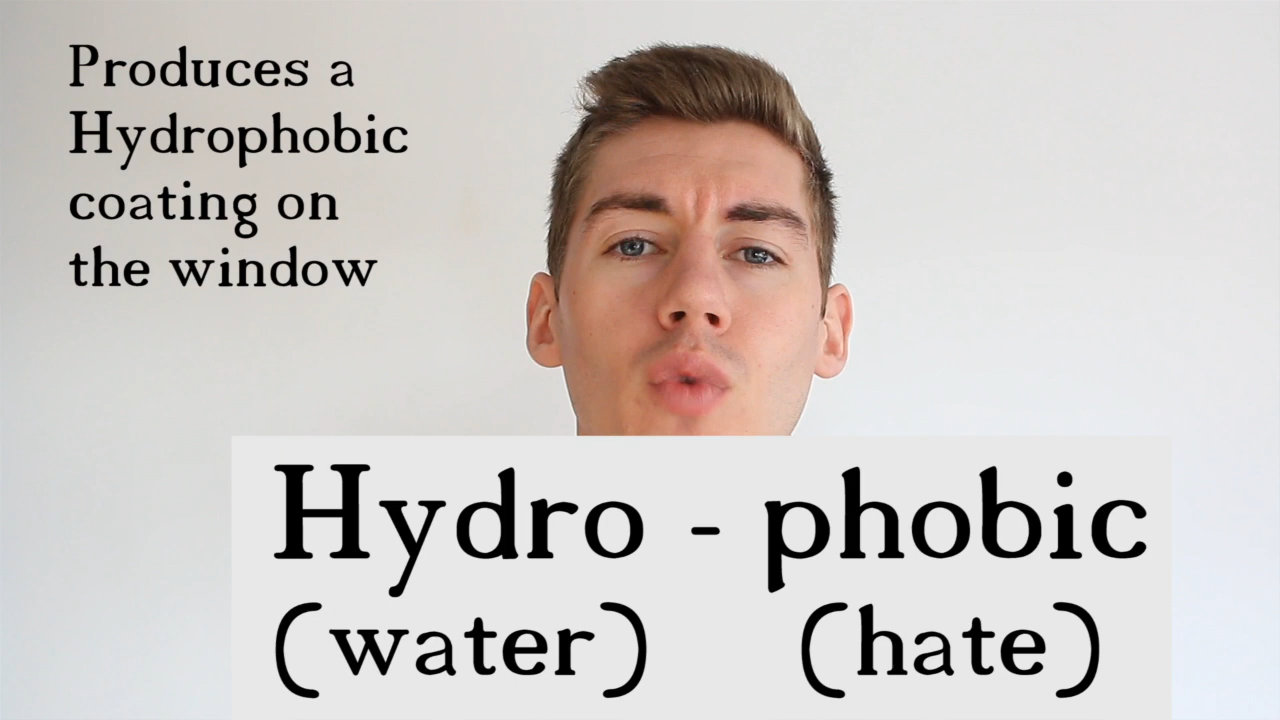 Produces a
Hydrophobic
coating on
the window
Hydro - phobic
(water) (hate)